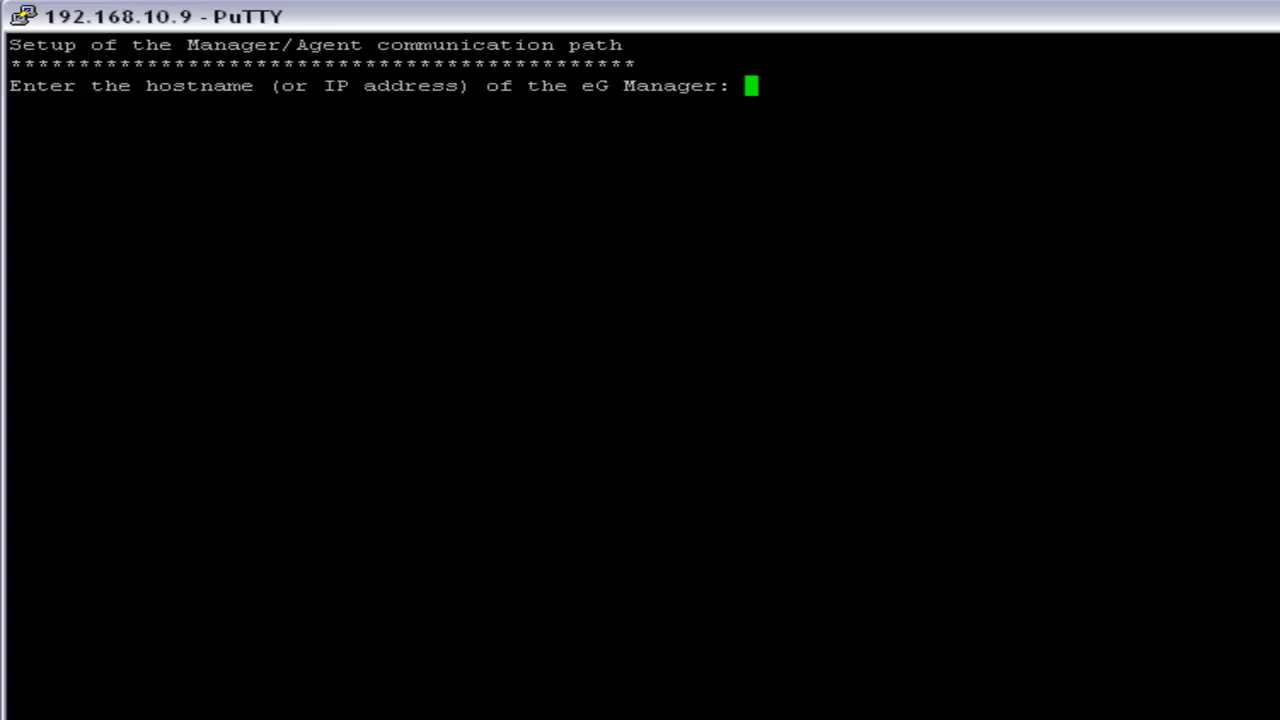 192.168.10.9 - PuTTY
Setup of the Manager/Agent communication path
**********************************************
Enter the hostname (or IP address) of the eG Manager: